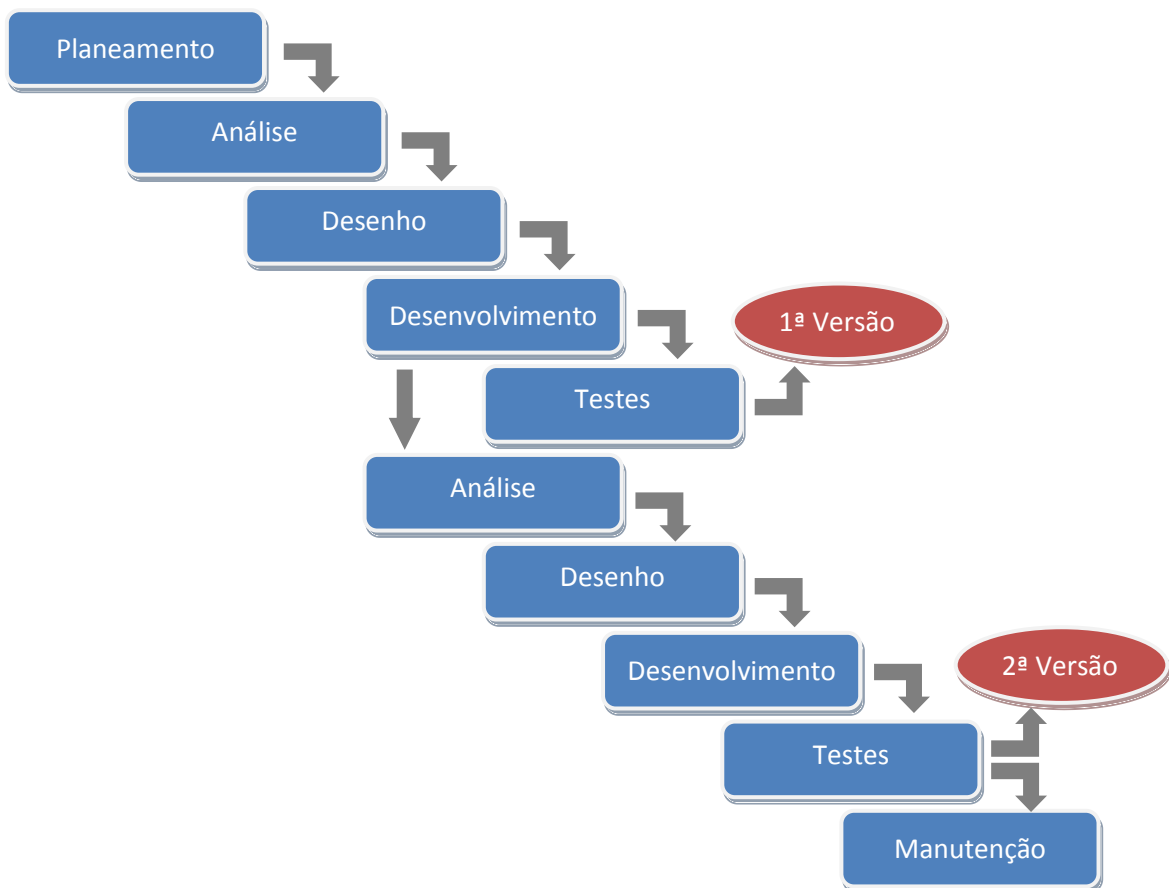 Planeamento
Análise
Desenho
Desenvolvimento
1ª Versão
Testes
Análise
Desenho
Desenvolvimento
2ª Versão
Testes
Manutenção